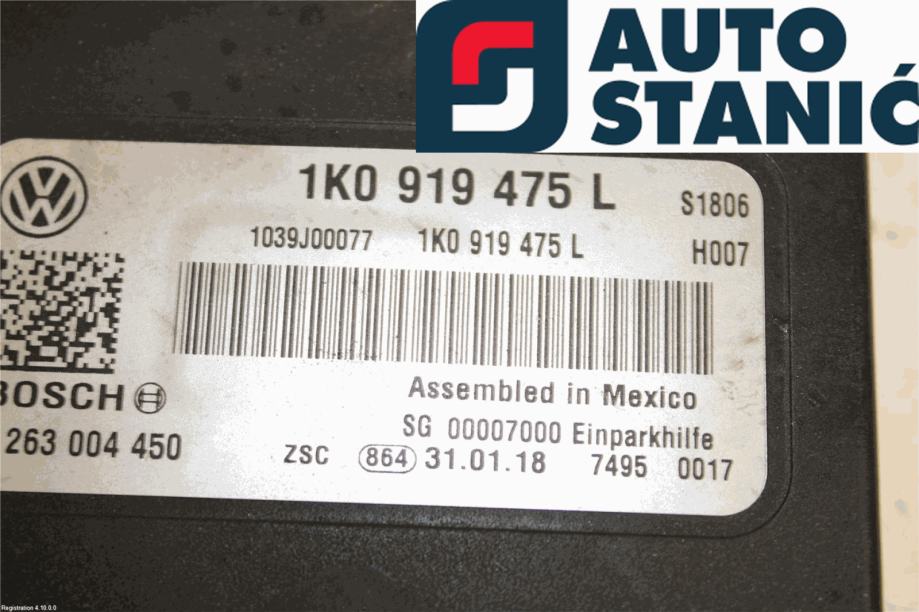 AUTO
STANIĆ
1K0 919 475 L
S1806
1039J00077 1K0 919 475 L
H007
BOSCH
Assembled in Mexico
263 004 450
SG 00007000 Einparkhilfe
ZSC 864 31.01.18 7495 0017
Registration 4.10.0.0